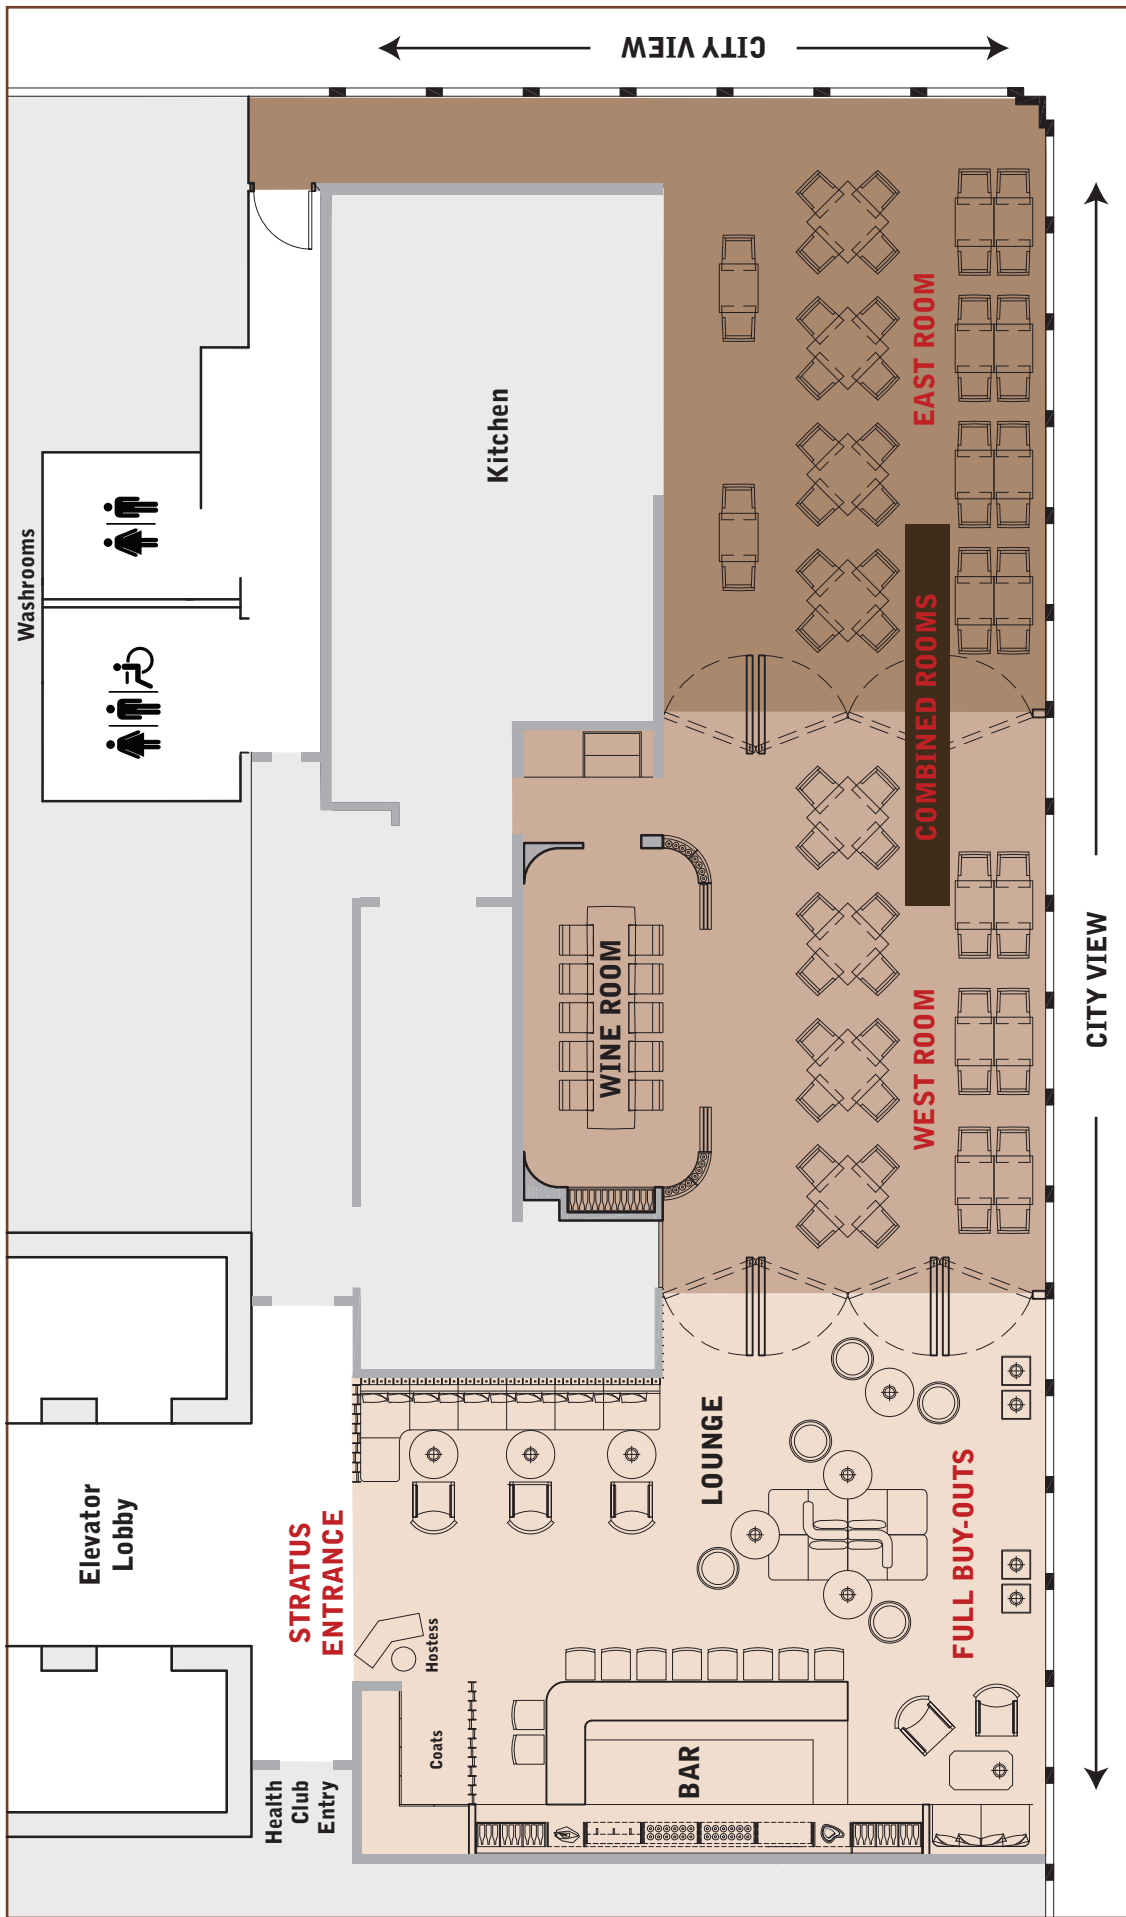 CITY VIEW
Washrooms
Kitchen
EAST ROOM
COMBINED ROOMS
WINE ROOM
WEST ROOM
CITY VIEW
Elevator
Lobby
STRATUS
ENTRANCE
LOUNGE
FULL BUY-OUTS
Hostess
Coats
BAR
Health
Club
Entry